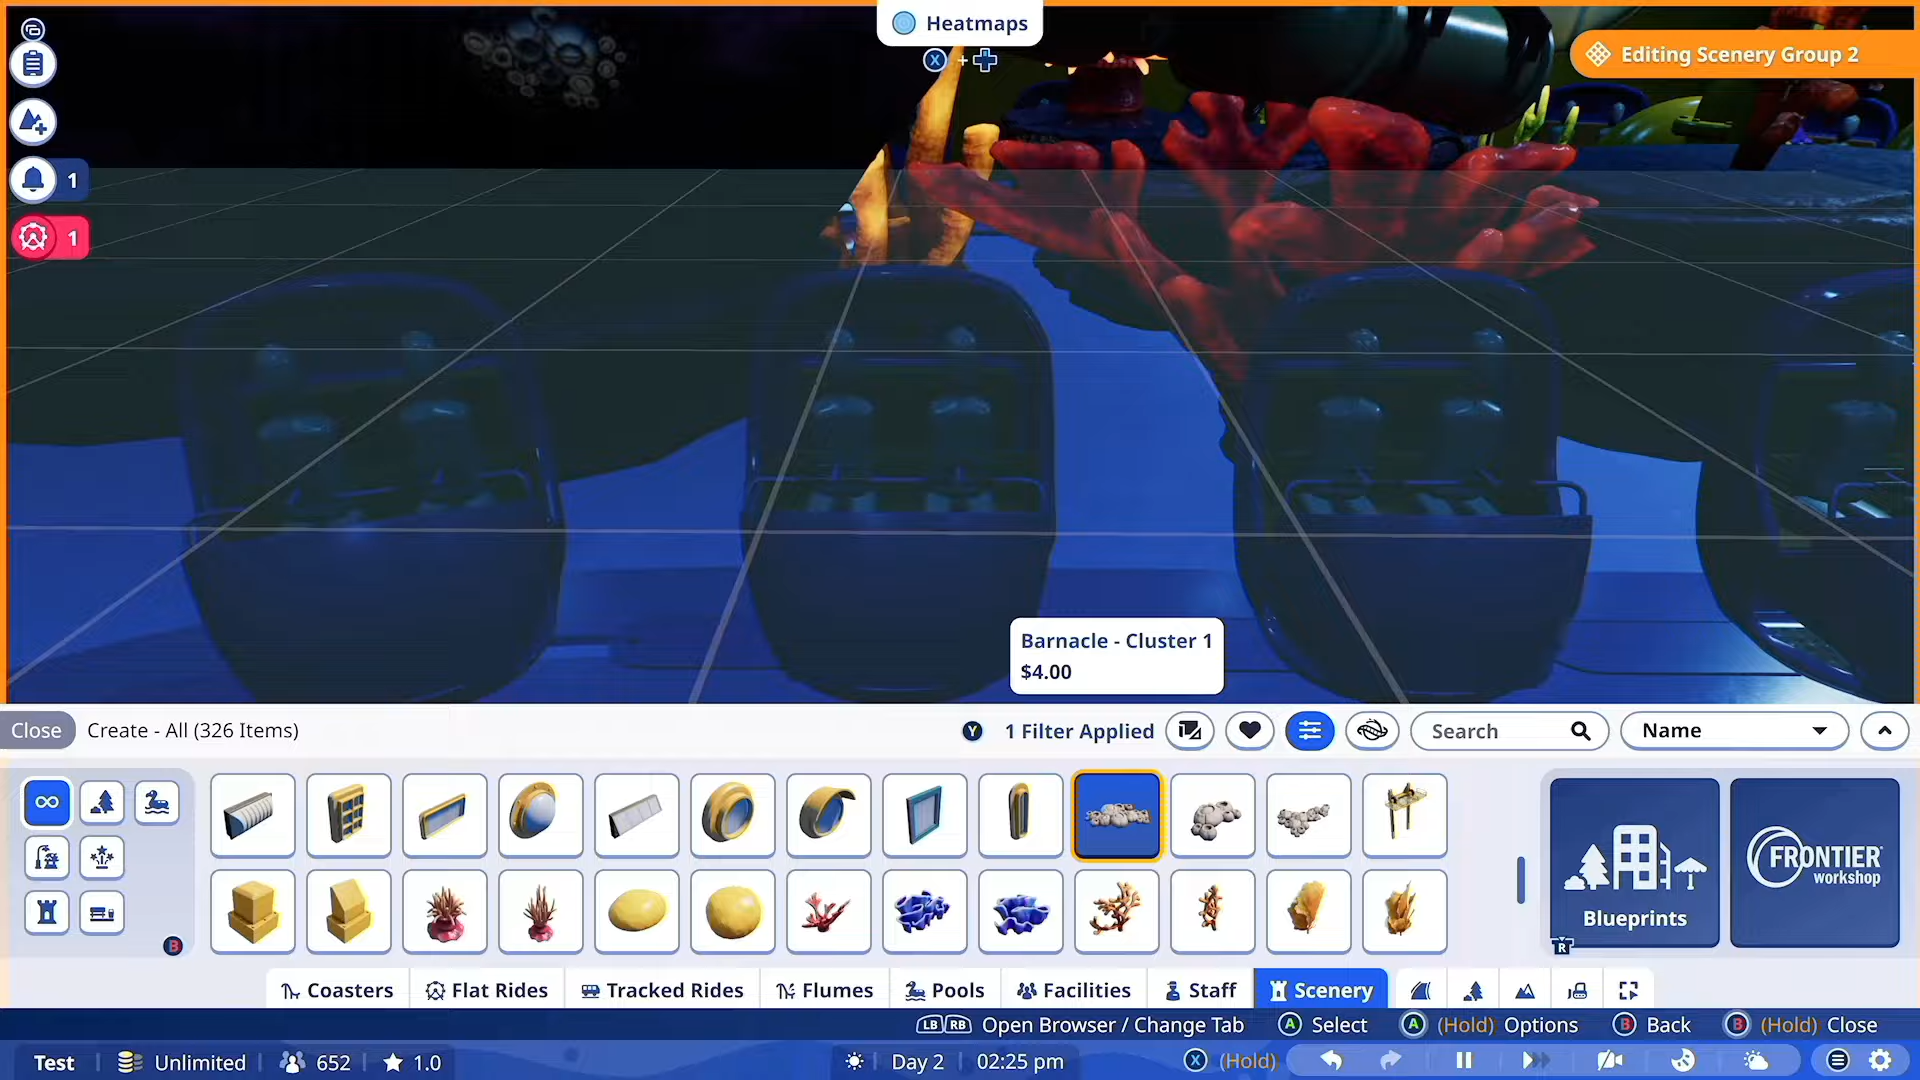 Heatmaps
X + 
Editing Scenery Group 2
1
1
Barnacle - Cluster 1
$4.00
Close
Create - All (326 Items)
Y 1 Filter Applied
Search
Name
B
Blueprints
R
FRONTIER
workshop
Coasters
Flat Rides
Tracked Rides
Flumes
Pools
Facilities
Staff
Scenery
LB RB Open Browser / Change Tab
A Select
A (Hold) Options
B Back
B (Hold) Close
Test
Unlimited
652
1.0
Day 2
02:25 pm
X (Hold)